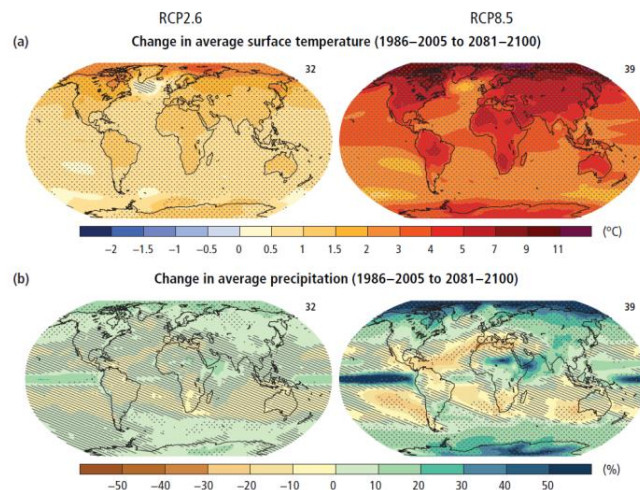 RCP2.6 RCP8.5
(a) Change in average surface temperature (1986−2005 to 2081−2100)
32 39
(°C)
−2 −1.5 −1 −0.5 0 0.5 1 1.5 2 3 4 5 7 9 11
(b) Change in average precipitation (1986−2005 to 2081−2100)
32 39
(%)
−50 −40 −30 −20 −10 0 10 20 30 40 50